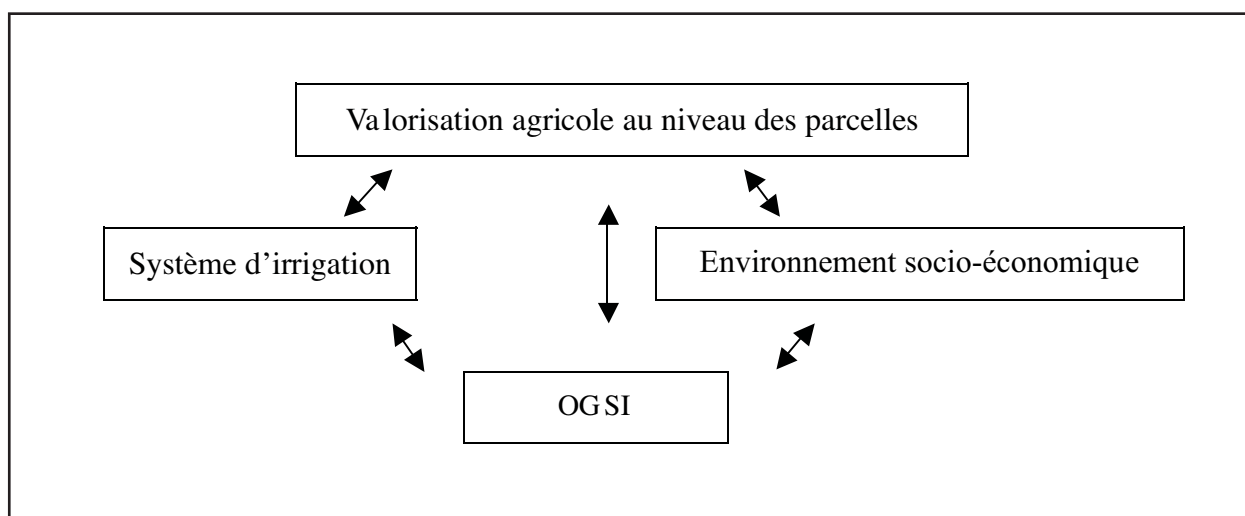 Valorisation agricole au niveau des parcelles
Système d’irrigation
Environnement socio-économique
OGSI